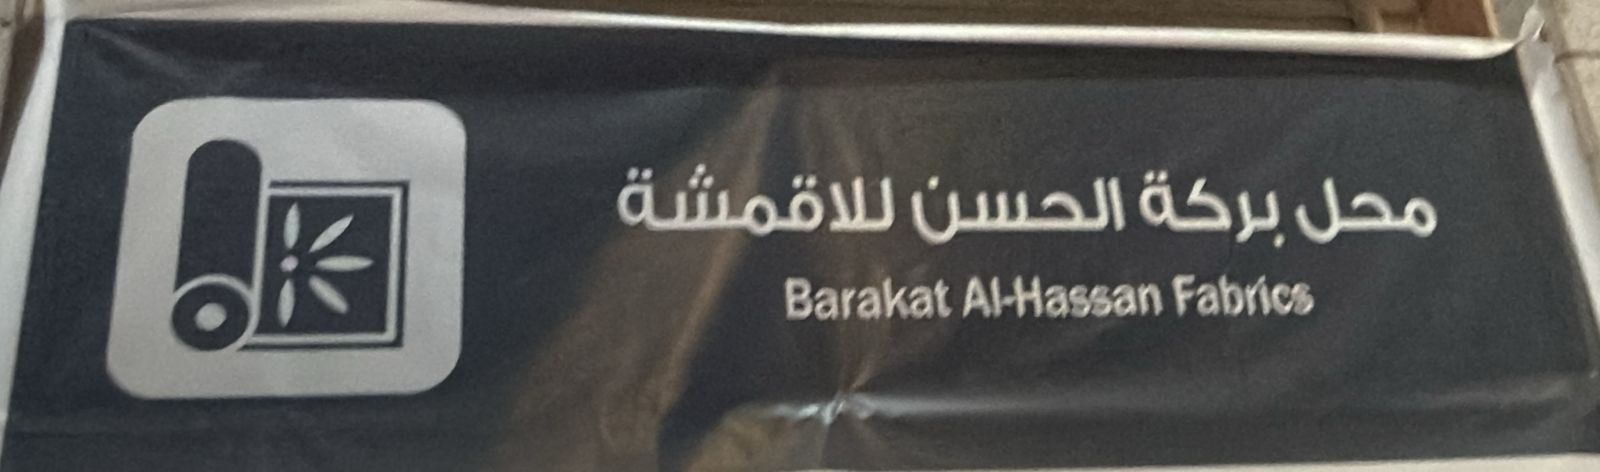 محل بركة الحسن للاقمشة
Barakat Al-Hassan Fabrics